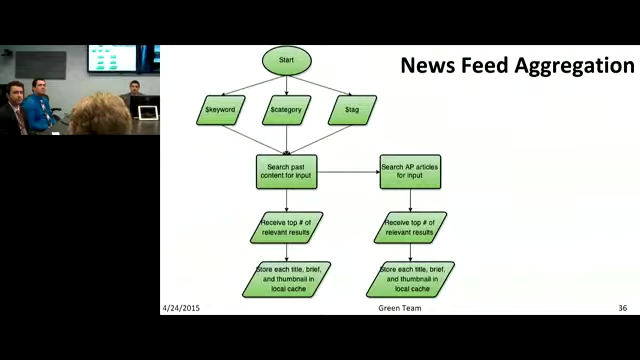 News Feed Aggregation
Start
$keyword
$category
$tag
Search past
content for input
Search AP articles
for input
Receive top # of
relevant results
Receive top # of
relevant results
Store each title, brief,
and thumbnail in
local cache
Store each title, brief,
and thumbnail in
local cache
4/24/2015
Green Team
36